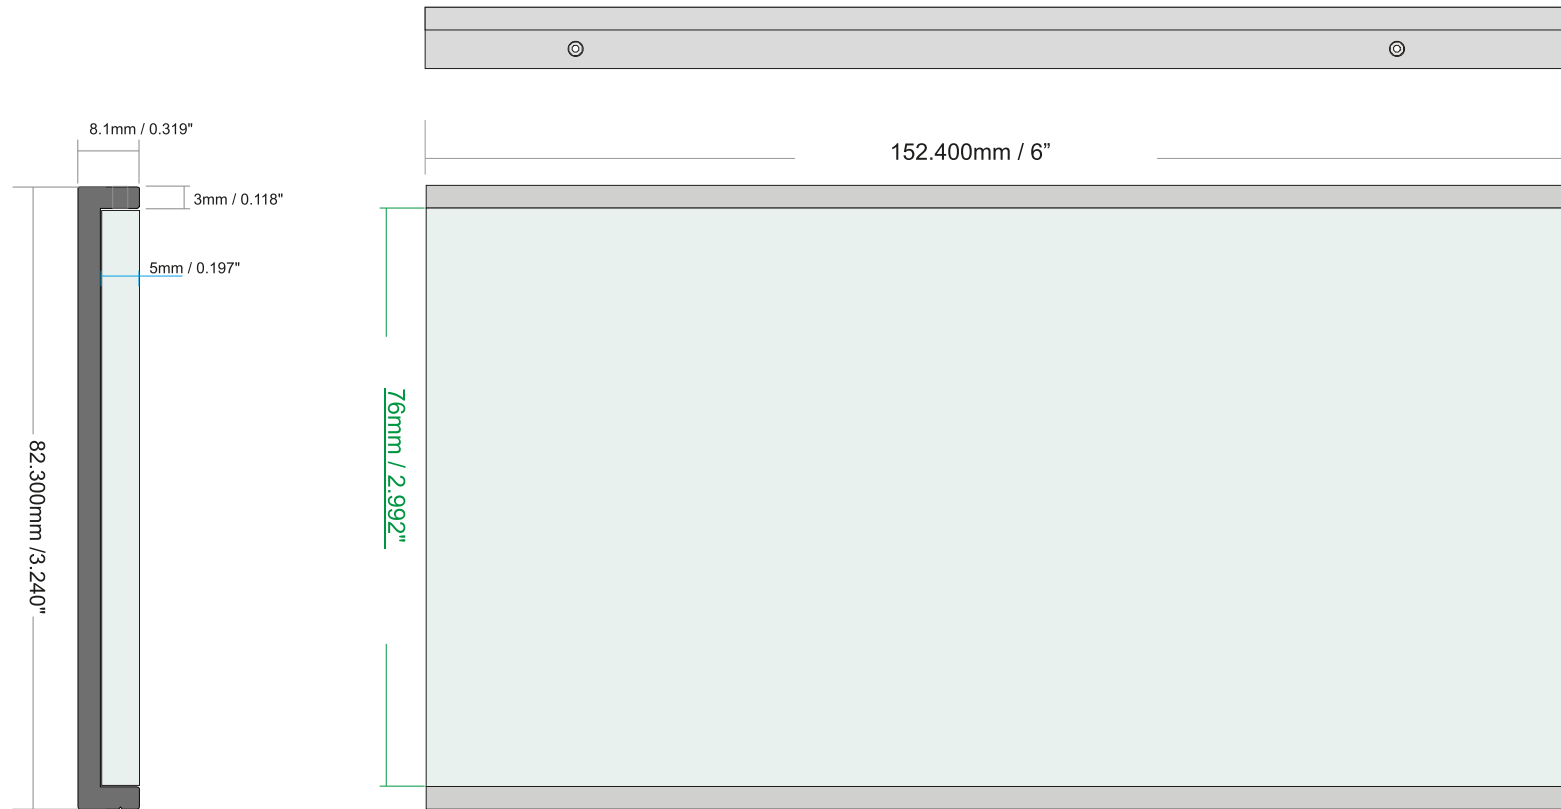 8.1mm / 0.319"
152.400mm / 6”
3mm / 0.118"
5mm / 0.197"
76mm / 2.992"
82.300mm /3.240"